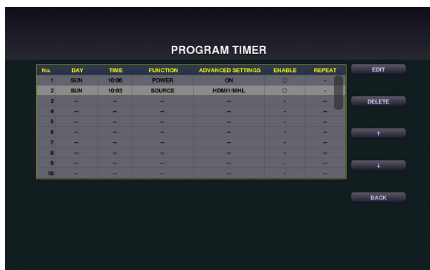 PROGRAM TIMER
No. DAY TIME FUNCTION ADVANCED SETTINGS ENABLE REPEAT
1 SUN 10:00 POWER ON ○ -
2 SUN 10:03 SOURCE HDMI1/MHL ○ -
3 -- -- -- -- - --
4 -- -- -- -- - --
5 -- -- -- -- - --
6 -- -- -- -- - --
7 -- -- -- -- - --
8 -- -- -- -- - --
9 -- -- -- -- - --
10 -- -- -- -- - --
EDIT
DELETE
↑
↓
BACK